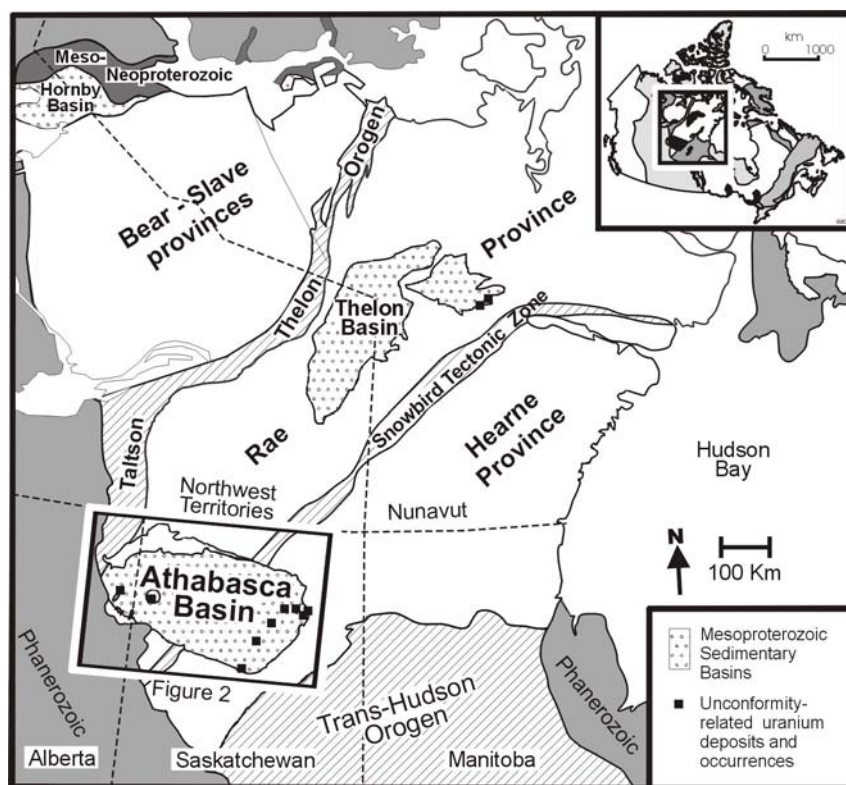 Meso-
Neoproterozoic
Hornby
Basin
km
0 1000
Bear - Slave
provinces
Orogen
Thelon
Province
Thelon
Basin
Snowbird Tectonic Zone
Taltson
Rae
Hearne
Province
Hudson
Bay
Northwest
Territories
Nunavut
N
100 Km
Athabasca
Basin
Figure 2
Phanerozoic
Trans-Hudson
Orogen
Phanerozoic
Alberta
Saskatchewan
Manitoba
Mesoproterozoic
Sedimentary
Basins
Unconformity-
related uranium
deposits and
occurrences